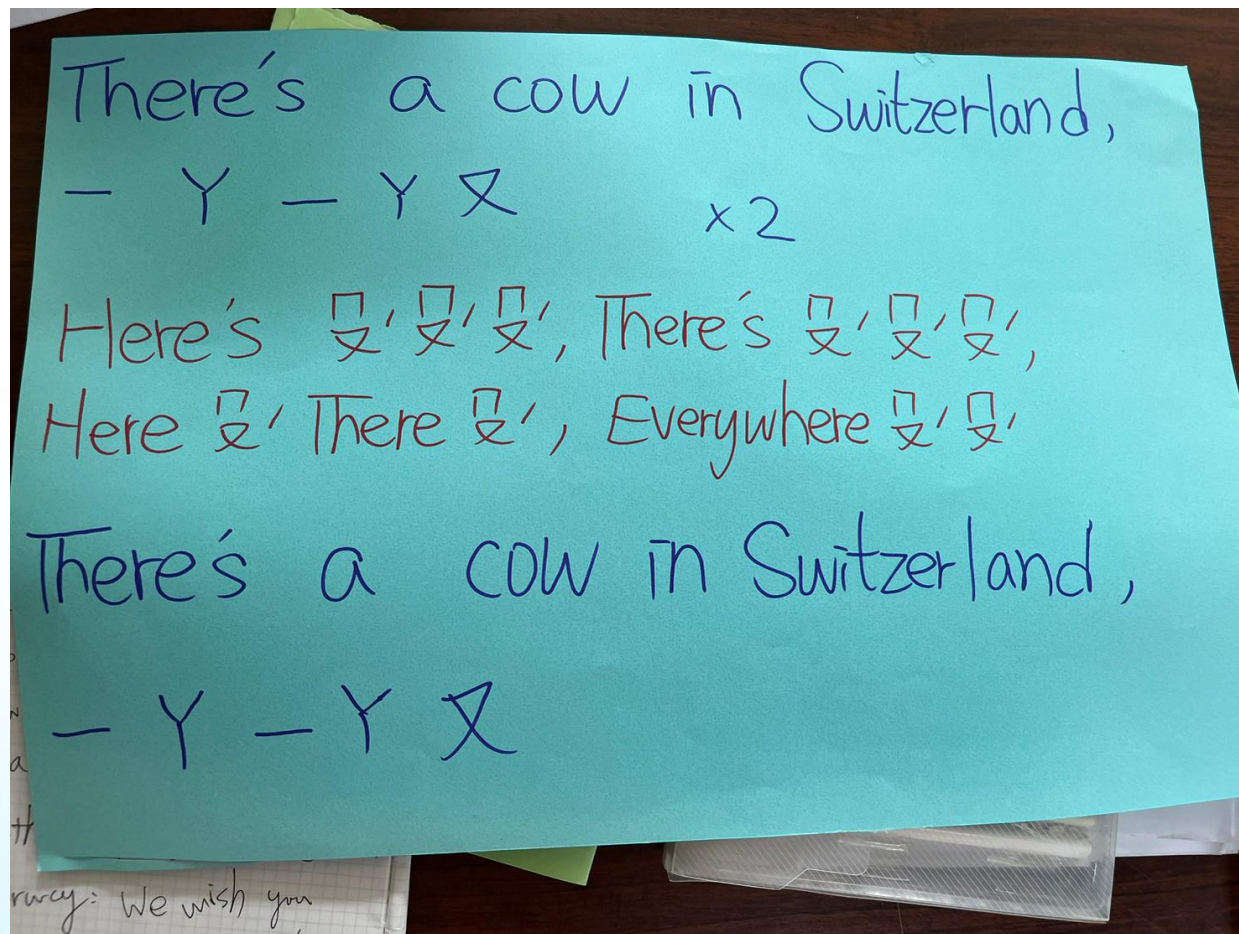 There's a cow in Switzerland,
ㄧ ㄚ ㄧ ㄚ ㄡ x2
Here's ㄇㄡˊ ㄇㄡˊ ㄇㄡˊ, There's ㄇㄡˊ ㄇㄡˊ ㄇㄡˊ,
Here ㄇㄡˊ There ㄇㄡˊ, Everywhere ㄇㄡˊ ㄇㄡˊ
There's a cow in Switzerland,
ㄧ ㄚ ㄧ ㄚ ㄡ
: We wish you